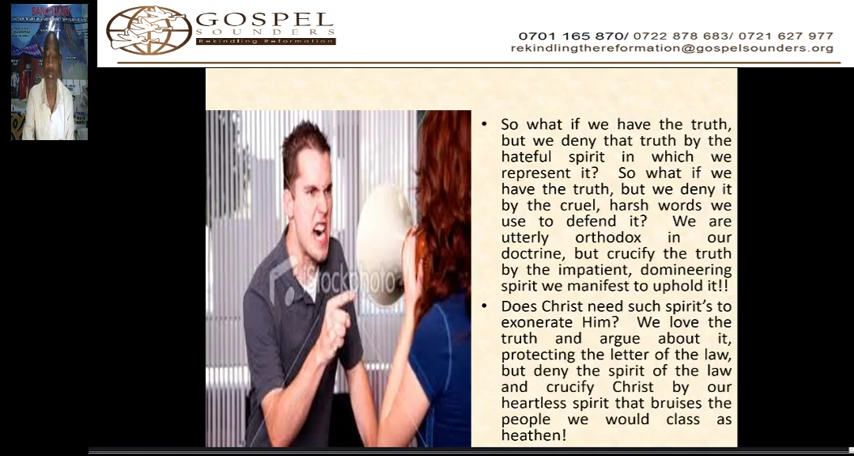 GOSPEL
SOUNDERS
Rekindling Reformation
0701 165 870/ 0722 878 683/ 0721 627 977
rekindlingthereformation@gospelsounders.org
iStockphoto
• So what if we have the truth,
but we deny that truth by the
hateful spirit in which we
represent it? So what if we
have the truth, but we deny it
by the cruel, harsh words we
use to defend it? We are
utterly orthodox in our
doctrine, but crucify the truth
by the impatient, domineering
spirit we manifest to uphold it!!
• Does Christ need such spirit's to
exonerate Him? We love the
truth and argue about it,
protecting the letter of the law,
but deny the spirit of the law
and crucify Christ by our
heartless spirit that bruises the
people we would class as
heathen!